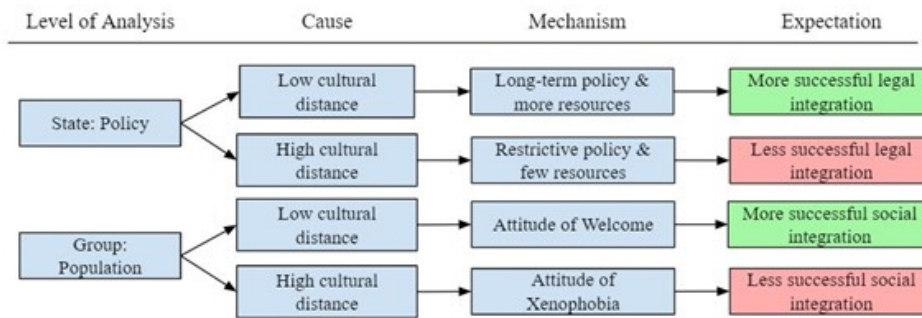 Level of Analysis
Cause
Mechanism
Expectation
Low cultural
distance
Long-term policy &
more resources
More successful legal
integration
State: Policy
High cultural
distance
Restrictive policy &
few resources
Less successful legal
integration
Low cultural
distance
Attitude of Welcome
More successful social
integration
Group:
Population
High cultural
distance
Attitude of
Xenophobia
Less successful social
integration